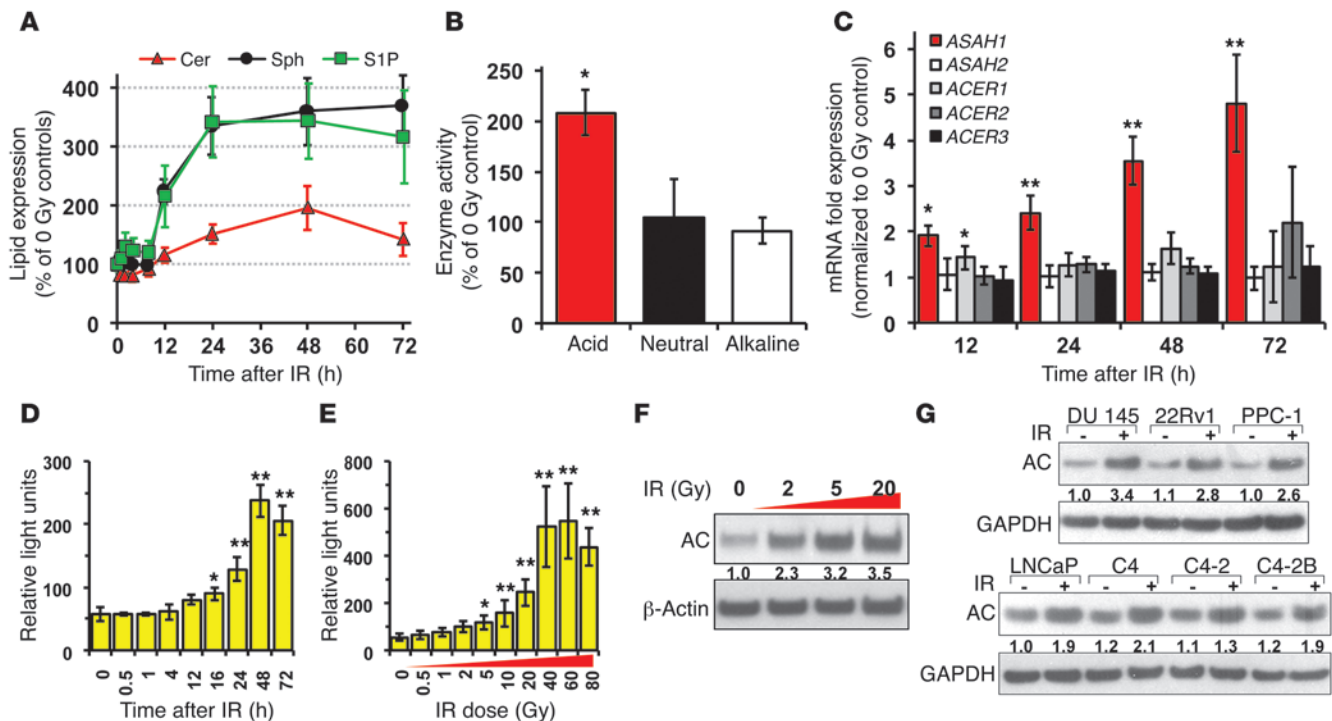 A
Cer Sph S1P
Lipid expression
(% of 0 Gy controls)
400
300
200
100
0
0 12 24 36 48 60 72
Time after IR (h)
B
Enzyme activity
(% of 0 Gy control)
250
200
150
100
50
0
*
Acid Neutral Alkaline
C
mRNA fold expression
(normalized to 0 Gy control)
6
5
4
2
1
0
ASAH1
ASAH2
ACER1
ACER2
ACER3
* * ** ** **
12 24 48 72
Time after IR (h)
D
Relative light units
300
200
100
00
* ** ** **
0 0.5 1 4 12 16 24 48 72
Time after IR (h)
E
Relative light units
800
600
400
200
0
* ** ** ** ** **
0 0.5 1 2 5 10 20 40 60 80
IR dose (Gy)
F
IR (Gy) 0 2 5 20
AC
1.0 2.3 3.2 3.5
β-Actin
G
DU 145 22Rv1 PPC-1
IR - + - + - +
AC
1.0 3.4 1.1 2.8 1.0 2.6
GAPDH
LNCaP C4 C4-2 C4-2B
IR - + - + - + - +
AC
1.0 1.9 1.2 2.1 1.1 1.3 1.2 1.9
GAPDH